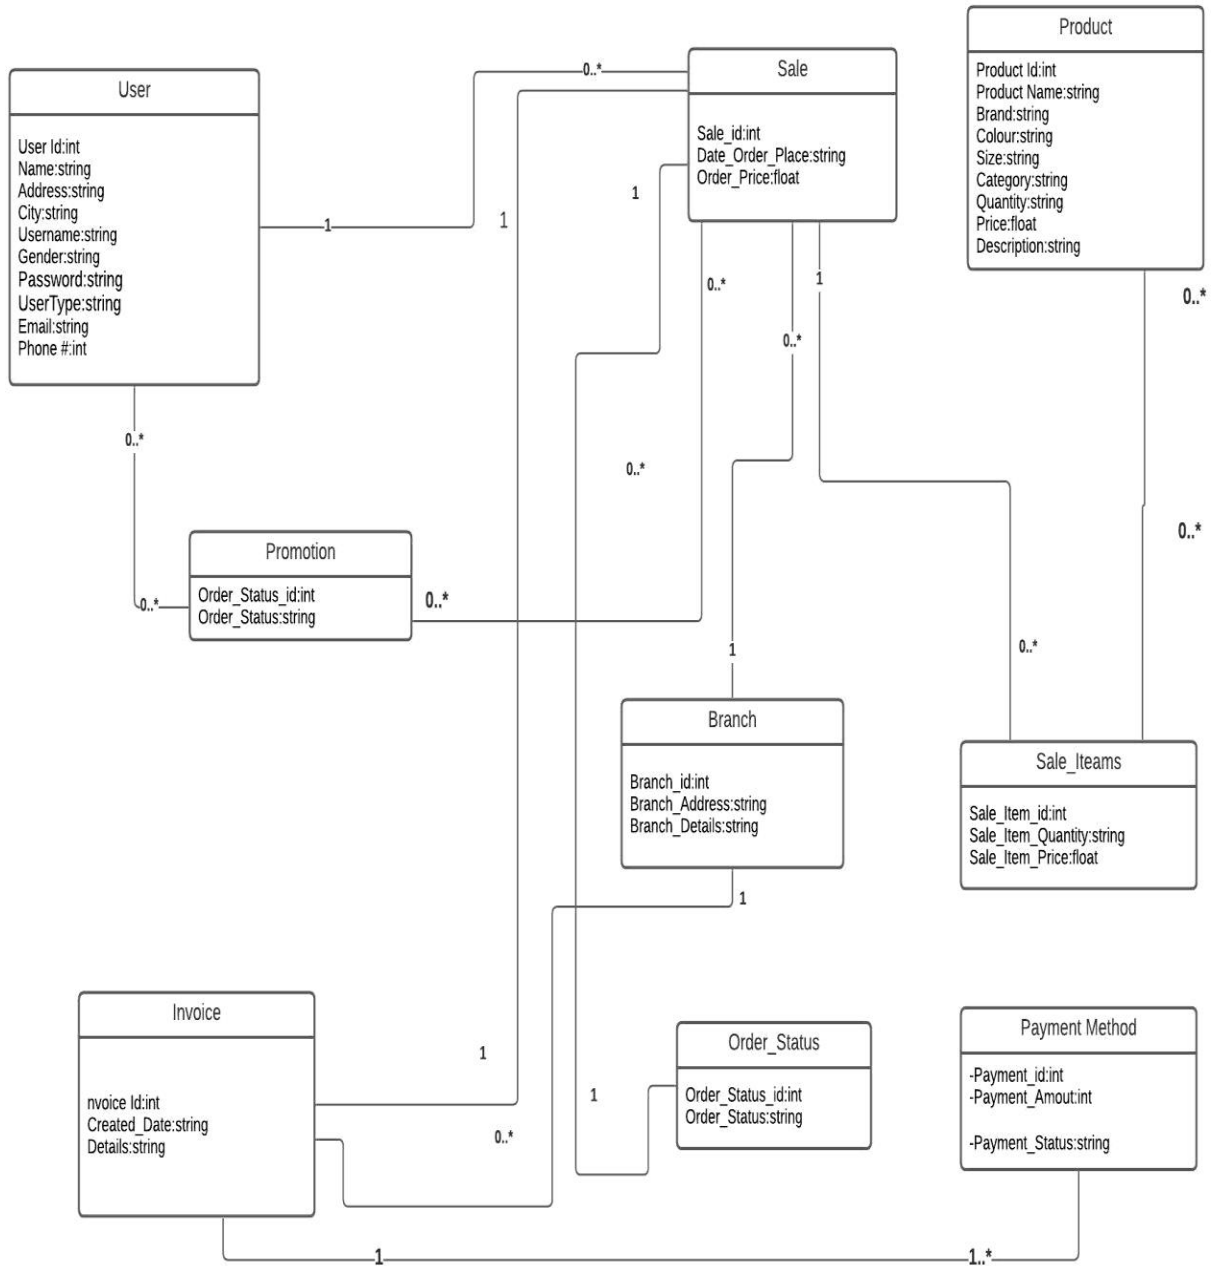 Product
Product Id:int
Product Name:string
Brand:string
Colour:string
Size:string
Category:string
Quantity:string
Price:float
Description:string
0..*
0..*
Sale
Sale_id:int
Date_Order_Place:string
Order_Price:float
0..*
1
1
0..*
0..*
1
0..*
User
User Id:int
Name:string
Address:string
City:string
Username:string
Gender:string
Password:string
UserType:string
Email:string
Phone #:int
1
0..*
0..*
Promotion
Order_Status_id:int
Order_Status:string
0..*
1
0..*
Branch
Branch_id:int
Branch_Address:string
Branch_Details:string
1
Sale_Iteams
Sale_Item_id:int
Sale_Item_Quantity:string
Sale_Item_Price:float
Invoice
nvoice Id:int
Created_Date:string
Details:string
1
0..*
1
Order_Status
Order_Status_id:int
Order_Status:string
Payment Method
-Payment_id:int
-Payment_Amout:int
-Payment_Status:string
1
1..*